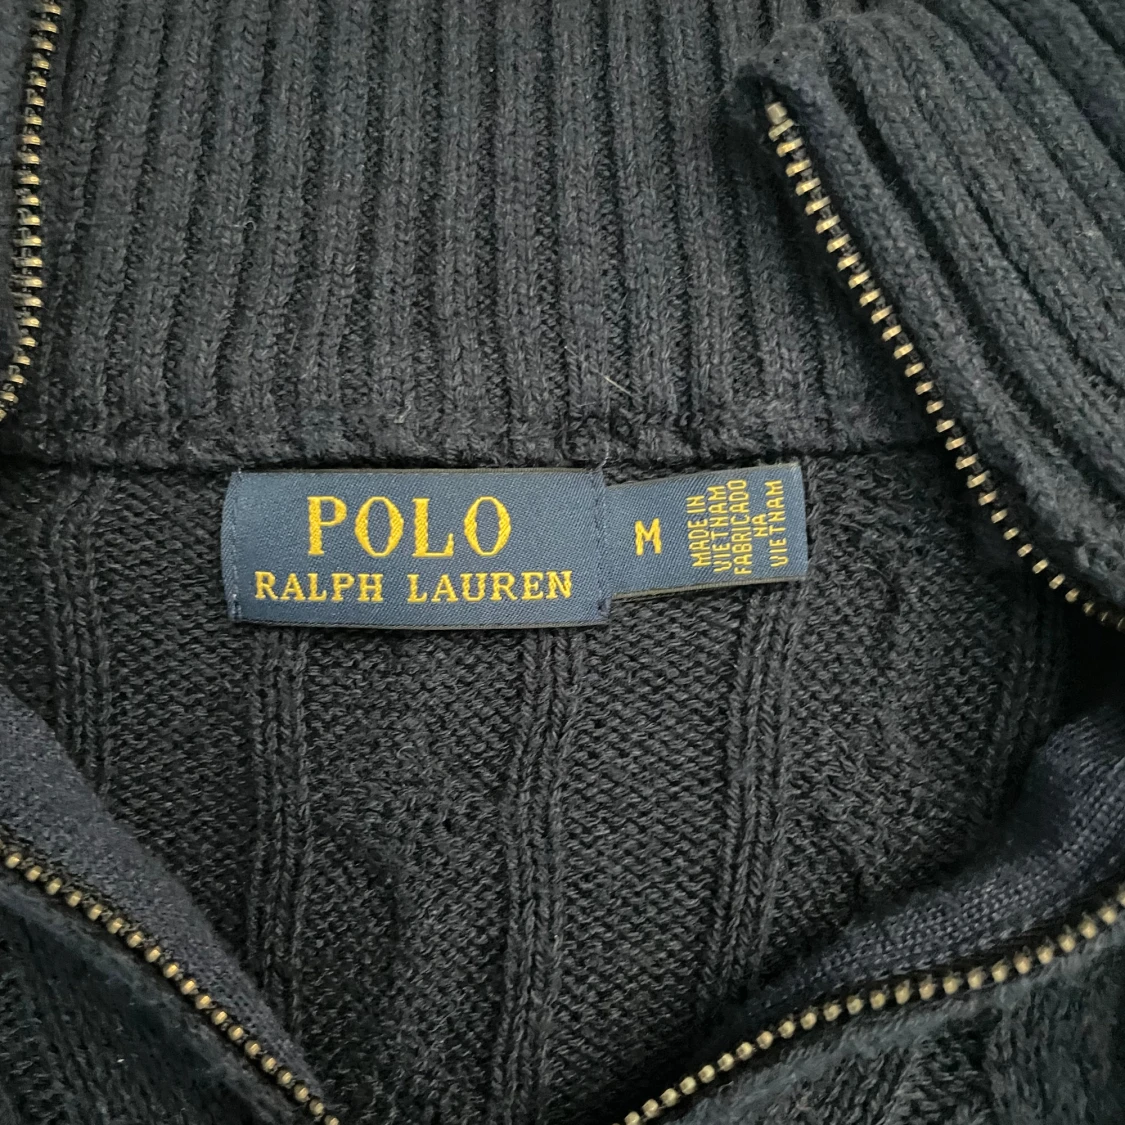 POLO
RALPH LAUREN
M
MADE IN
VIETNAM
FABRICADO
NA
VIETNAM